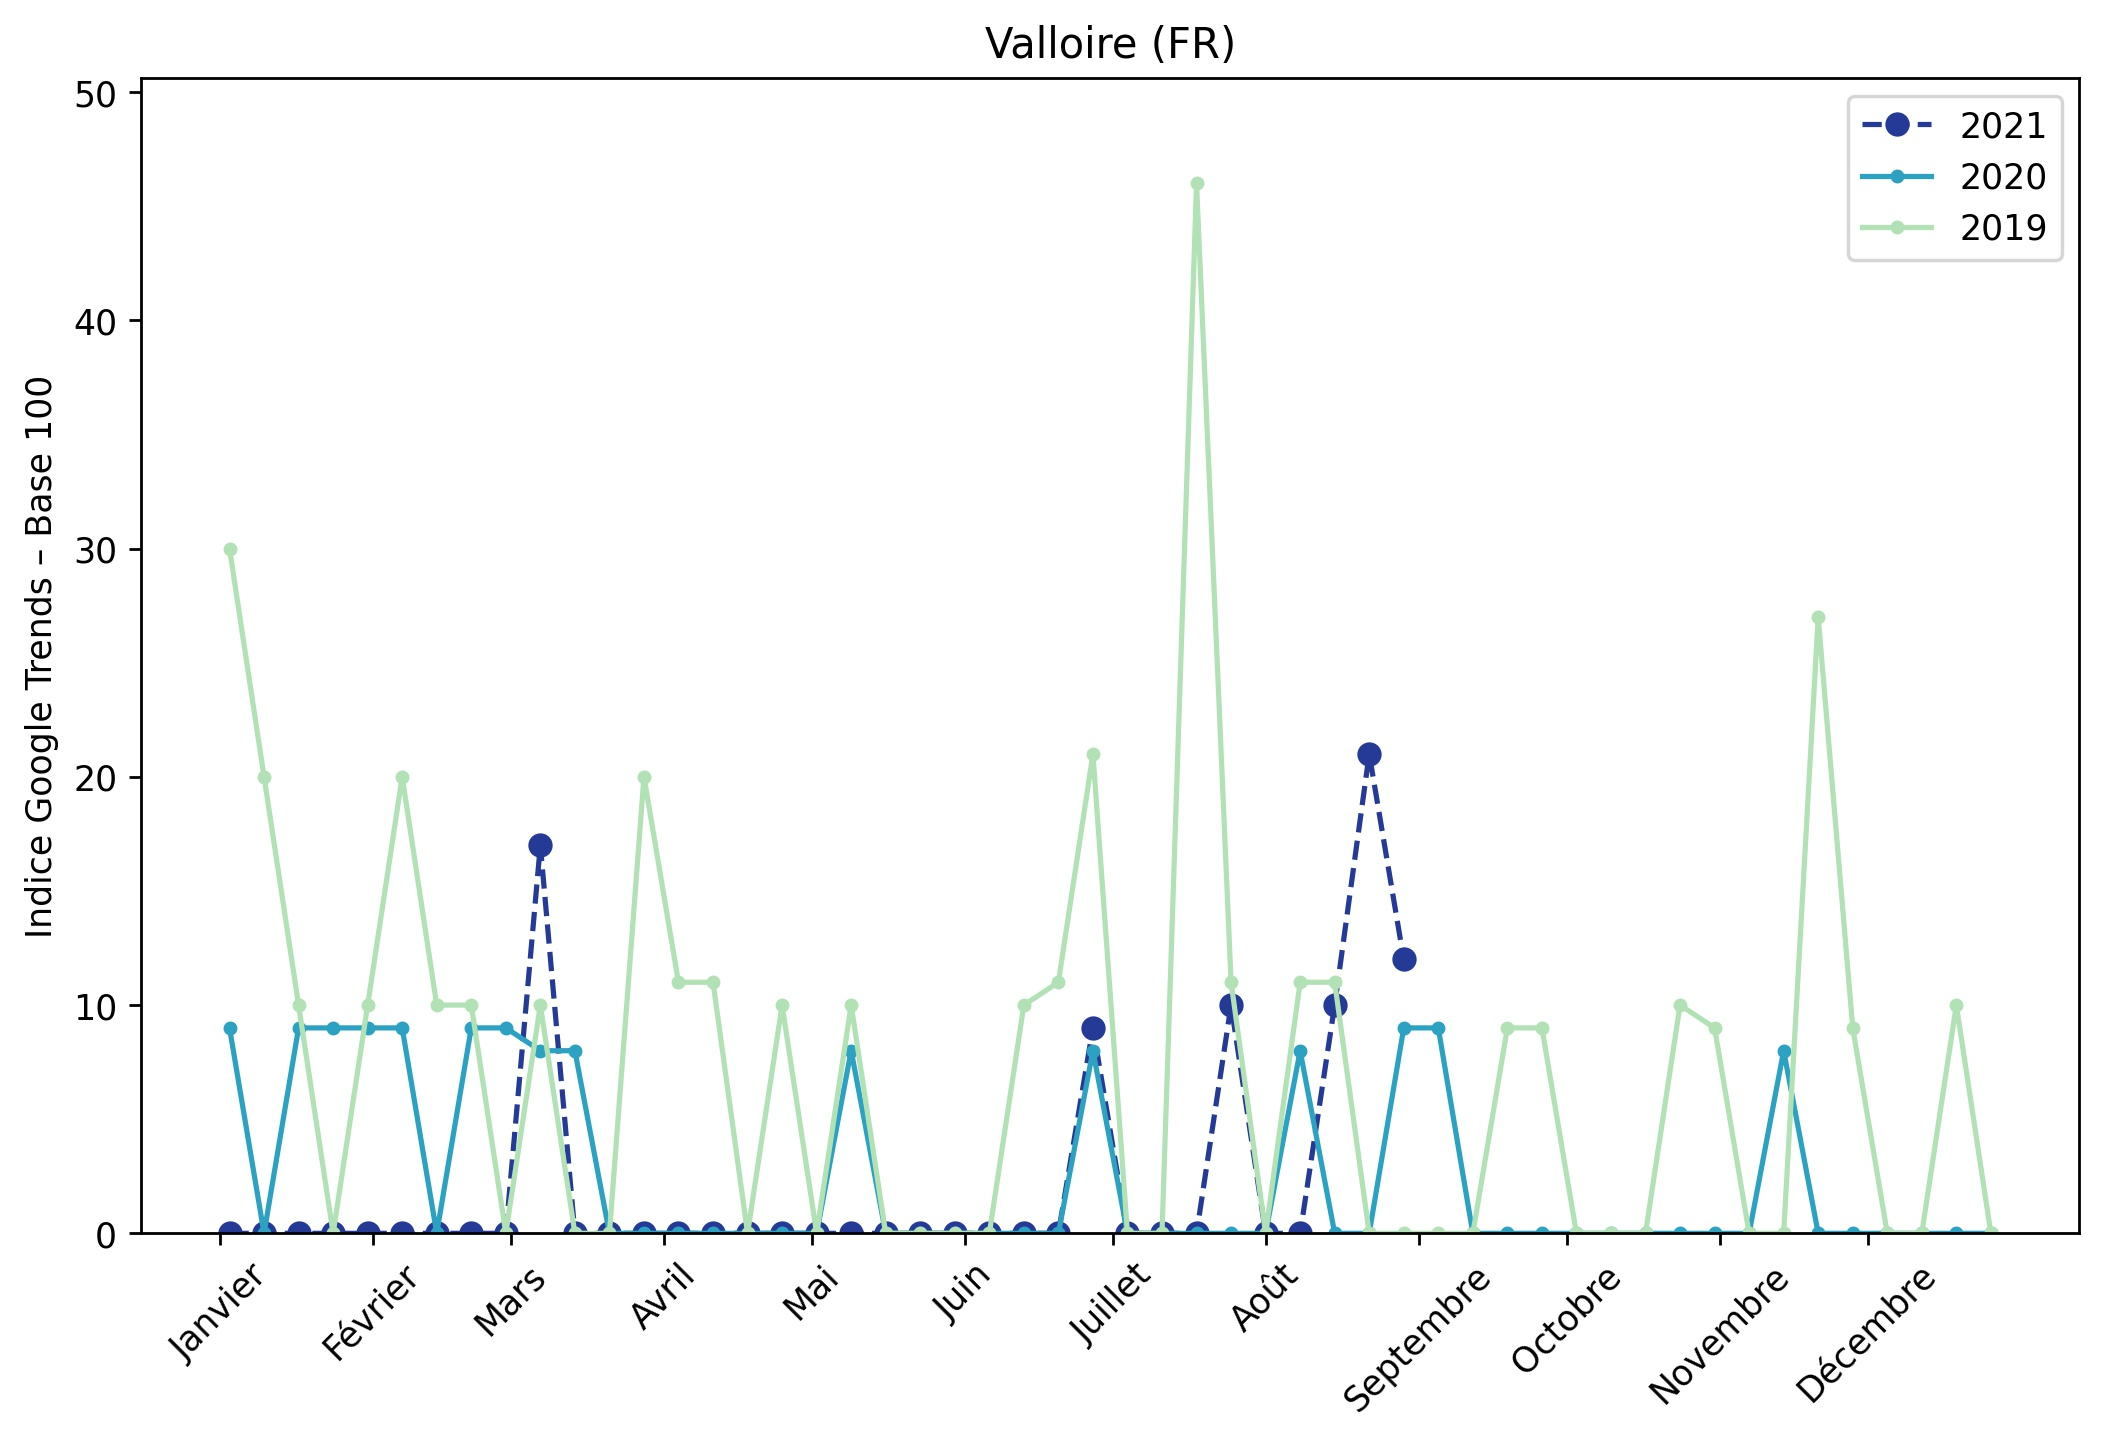 Valloire (FR)
Indice Google Trends – Base 100
50
40
30
20
10
0
2021
2020
2019
Janvier
Février
Mars
Avril
Mai
Juin
Juillet
Août
Septembre
Octobre
Novembre
Décembre